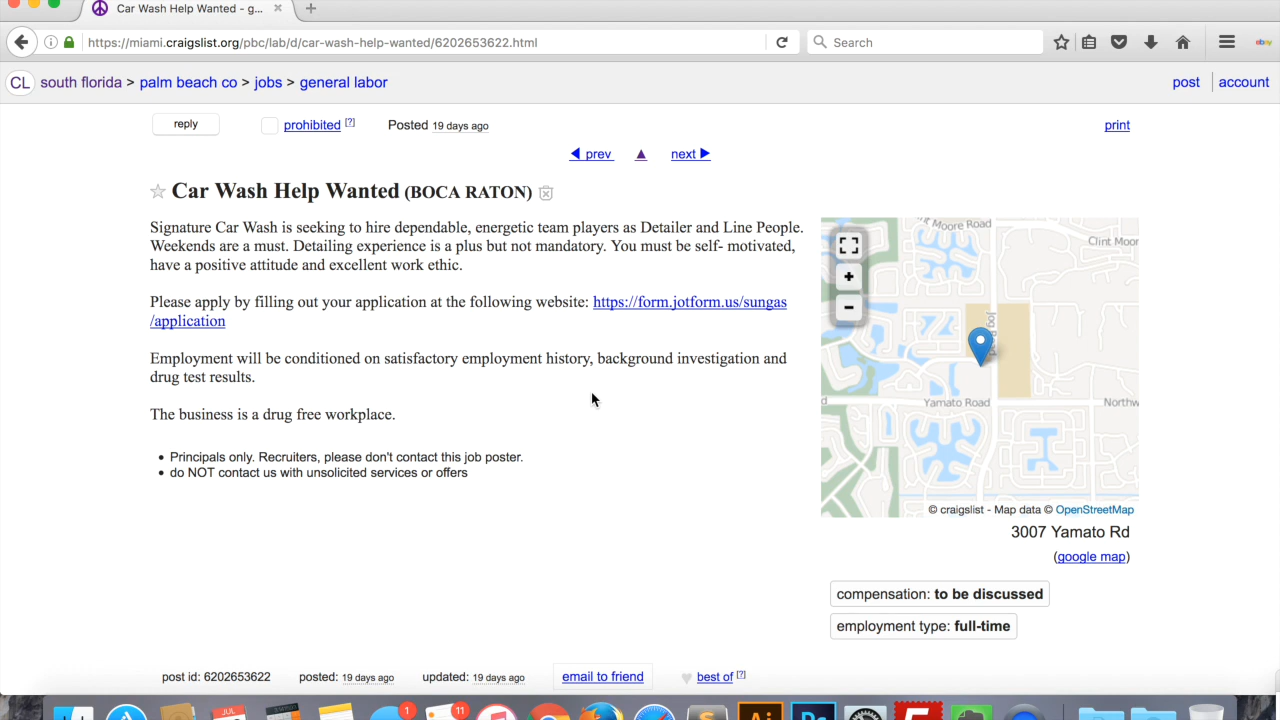 Car Wash Help Wanted - g...
https://miami.craigslist.org/pbc/lab/d/car-wash-help-wanted/6202653622.html
Search
ebay
CL south florida > palm beach co > jobs > general labor
post account
reply prohibited [?] Posted 19 days ago print
prev next
Car Wash Help Wanted (BOCA RATON)
Signature Car Wash is seeking to hire dependable, energetic team players as Detailer and Line People.
Weekends are a must. Detailing experience is a plus but not mandatory. You must be self- motivated,
have a positive attitude and excellent work ethic.
Please apply by filling out your application at the following website: https://form.jotform.us/sungas
/application
Employment will be conditioned on satisfactory employment history, background investigation and
drug test results.
The business is a drug free workplace.
• Principals only. Recruiters, please don't contact this job poster.
• do NOT contact us with unsolicited services or offers
Moore Road
Clint Moor
+
−
Jog Road
Yamato Road
Northw
© craigslist - Map data © OpenStreetMap
3007 Yamato Rd
(google map)
compensation: to be discussed
employment type: full-time
post id: 6202653622 posted: 19 days ago updated: 19 days ago email to friend best of [?]
JUL
1
11
Ai
Ps